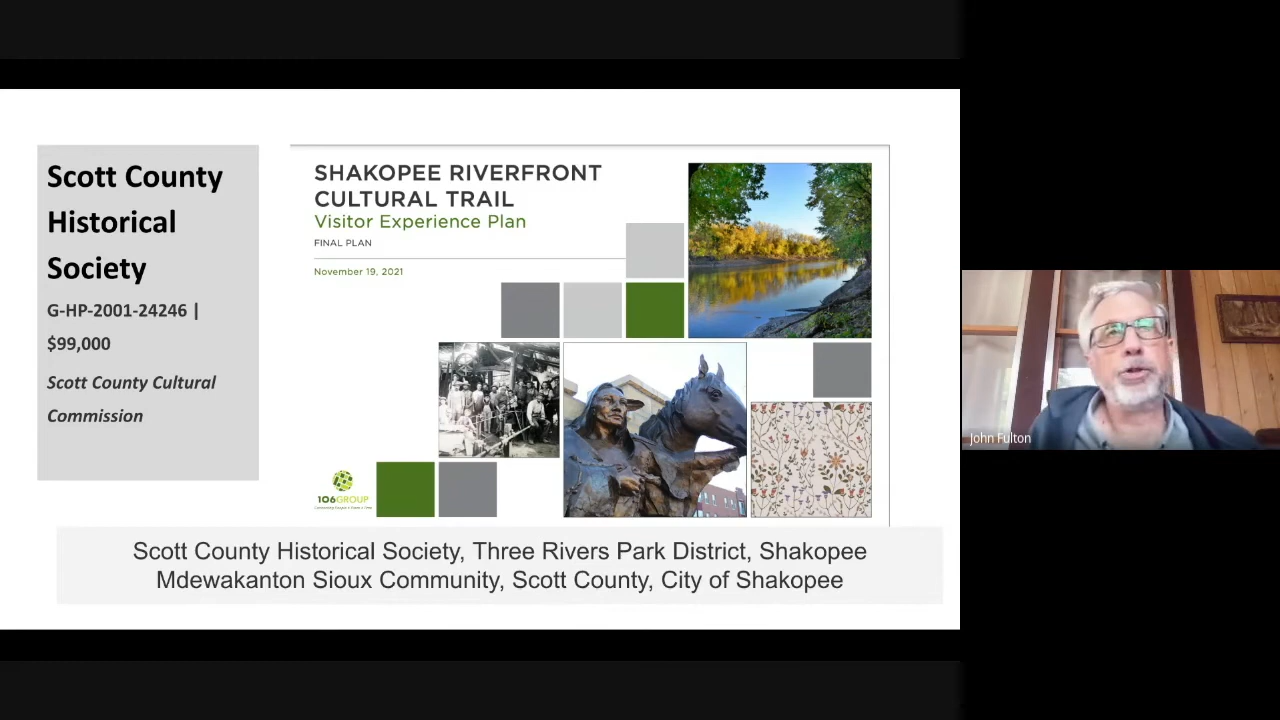 Scott County
Historical
Society
G-HP-2001-24246 |
$99,000
Scott County Cultural
Commission
SHAKOPEE RIVERFRONT
CULTURAL TRAIL
Visitor Experience Plan
FINAL PLAN
November 19, 2021
106GROUP
Scott County Historical Society, Three Rivers Park District, Shakopee
Mdewakanton Sioux Community, Scott County, City of Shakopee
John Fulton